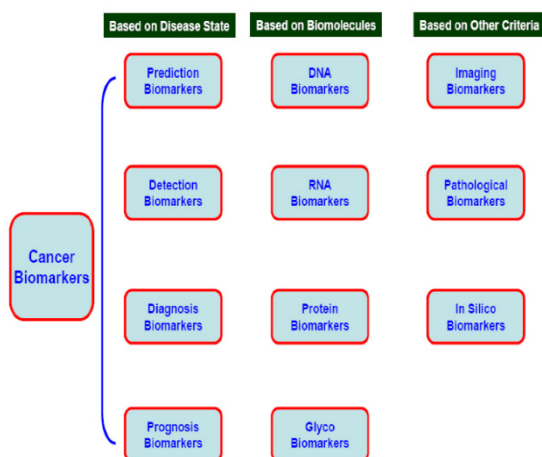 Based on Disease State
Based on Biomolecules
Based on Other Criteria
Prediction
Biomarkers
DNA
Biomarkers
Imaging
Biomarkers
Detection
Biomarkers
RNA
Biomarkers
Pathological
Biomarkers
Cancer
Biomarkers
Diagnosis
Biomarkers
Protein
Biomarkers
In Silico
Biomarkers
Prognosis
Biomarkers
Glyco
Biomarkers